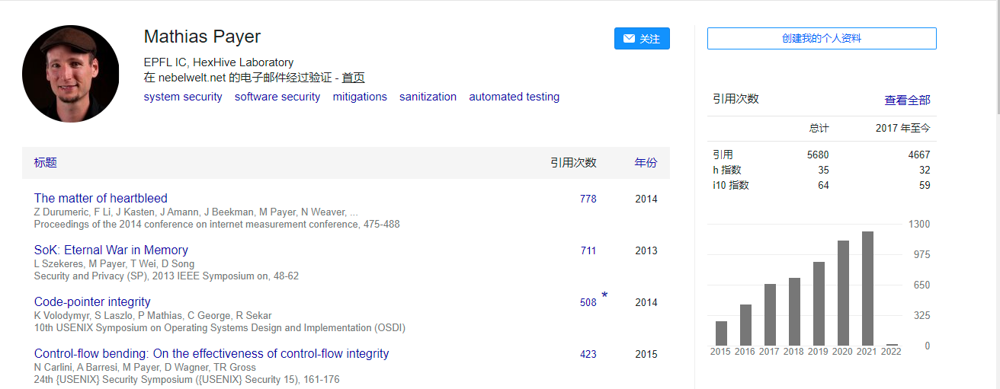 Mathias Payer
关注
EPFL IC, HexHive Laboratory
在 nebelwelt.net 的电子邮件经过验证 - 首页
system security software security mitigations sanitization automated testing
标题 引用次数 年份
The matter of heartbleed 778 2014
Z Durumeric, F Li, J Kasten, J Amann, J Beekman, M Payer, N Weaver, ...
Proceedings of the 2014 conference on internet measurement conference, 475-488
SoK: Eternal War in Memory 711 2013
L Szekeres, M Payer, T Wei, D Song
Security and Privacy (SP), 2013 IEEE Symposium on, 48-62
Code-pointer integrity 508 * 2014
K Volodymyr, S Laszlo, P Mathias, C George, R Sekar
10th USENIX Symposium on Operating Systems Design and Implementation (OSDI)
Control-flow bending: On the effectiveness of control-flow integrity 423 2015
N Carlini, A Barresi, M Payer, D Wagner, TR Gross
24th {USENIX} Security Symposium ({USENIX} Security 15), 161-176
创建我的个人资料
引用次数 查看全部
总计 2017 年至今
引用 5680 4667
h 指数 35 32
i10 指数 64 59
1300
975
650
325
0
2015 2016 2017 2018 2019 2020 2021 2022